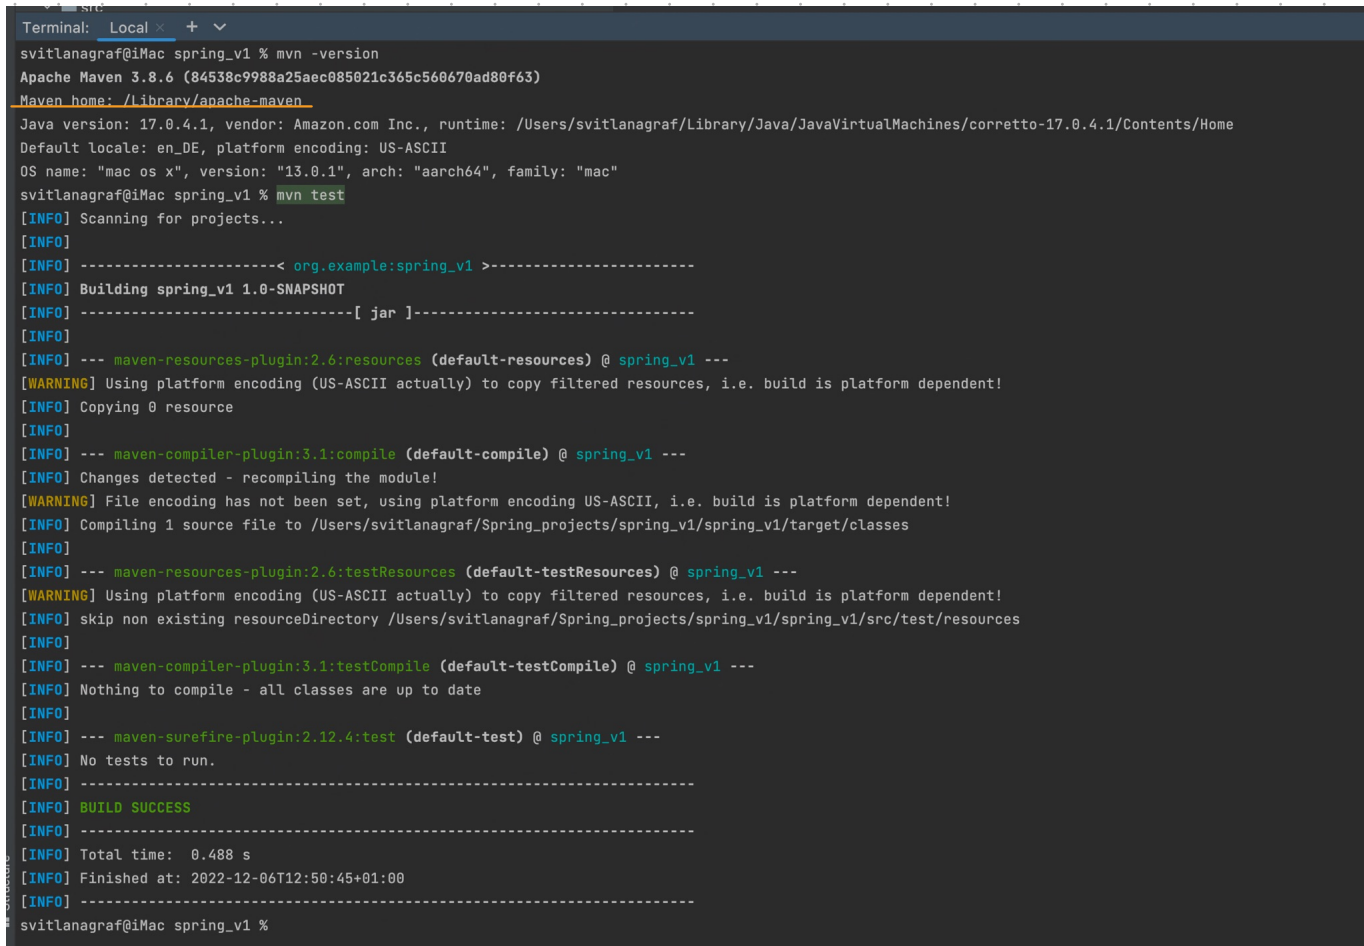 src
Terminal: Local × +
svitlanagraf@iMac spring_v1 % mvn -version
Apache Maven 3.8.6 (84538c9988a25aec085021c365c560670ad80f63)
Maven home: /Library/apache-maven
Java version: 17.0.4.1, vendor: Amazon.com Inc., runtime: /Users/svitlanagraf/Library/Java/JavaVirtualMachines/corretto-17.0.4.1/Contents/Home
Default locale: en_DE, platform encoding: US-ASCII
OS name: "mac os x", version: "13.0.1", arch: "aarch64", family: "mac"
svitlanagraf@iMac spring_v1 % mvn test
[INFO] Scanning for projects...
[INFO]
[INFO] -----------------------< org.example:spring_v1 >------------------------
[INFO] Building spring_v1 1.0-SNAPSHOT
[INFO] --------------------------------[ jar ]---------------------------------
[INFO]
[INFO] --- maven-resources-plugin:2.6:resources (default-resources) @ spring_v1 ---
[WARNING] Using platform encoding (US-ASCII actually) to copy filtered resources, i.e. build is platform dependent!
[INFO] Copying 0 resource
[INFO]
[INFO] --- maven-compiler-plugin:3.1:compile (default-compile) @ spring_v1 ---
[INFO] Changes detected - recompiling the module!
[WARNING] File encoding has not been set, using platform encoding US-ASCII, i.e. build is platform dependent!
[INFO] Compiling 1 source file to /Users/svitlanagraf/Spring_projects/spring_v1/spring_v1/target/classes
[INFO]
[INFO] --- maven-resources-plugin:2.6:testResources (default-testResources) @ spring_v1 ---
[WARNING] Using platform encoding (US-ASCII actually) to copy filtered resources, i.e. build is platform dependent!
[INFO] skip non existing resourceDirectory /Users/svitlanagraf/Spring_projects/spring_v1/spring_v1/src/test/resources
[INFO]
[INFO] --- maven-compiler-plugin:3.1:testCompile (default-testCompile) @ spring_v1 ---
[INFO] Nothing to compile - all classes are up to date
[INFO]
[INFO] --- maven-surefire-plugin:2.12.4:test (default-test) @ spring_v1 ---
[INFO] No tests to run.
[INFO] ------------------------------------------------------------------------
[INFO] BUILD SUCCESS
[INFO] ------------------------------------------------------------------------
[INFO] Total time:  0.488 s
[INFO] Finished at: 2022-12-06T12:50:45+01:00
[INFO] ------------------------------------------------------------------------
svitlanagraf@iMac spring_v1 %
Structure